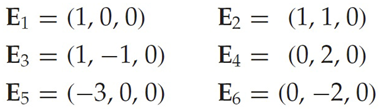 E₁ = (1, 0, 0) E₂ = (1, 1, 0)
E₃ = (1, −1, 0) E₄ = (0, 2, 0)
E₅ = (−3, 0, 0) E₆ = (0, −2, 0)